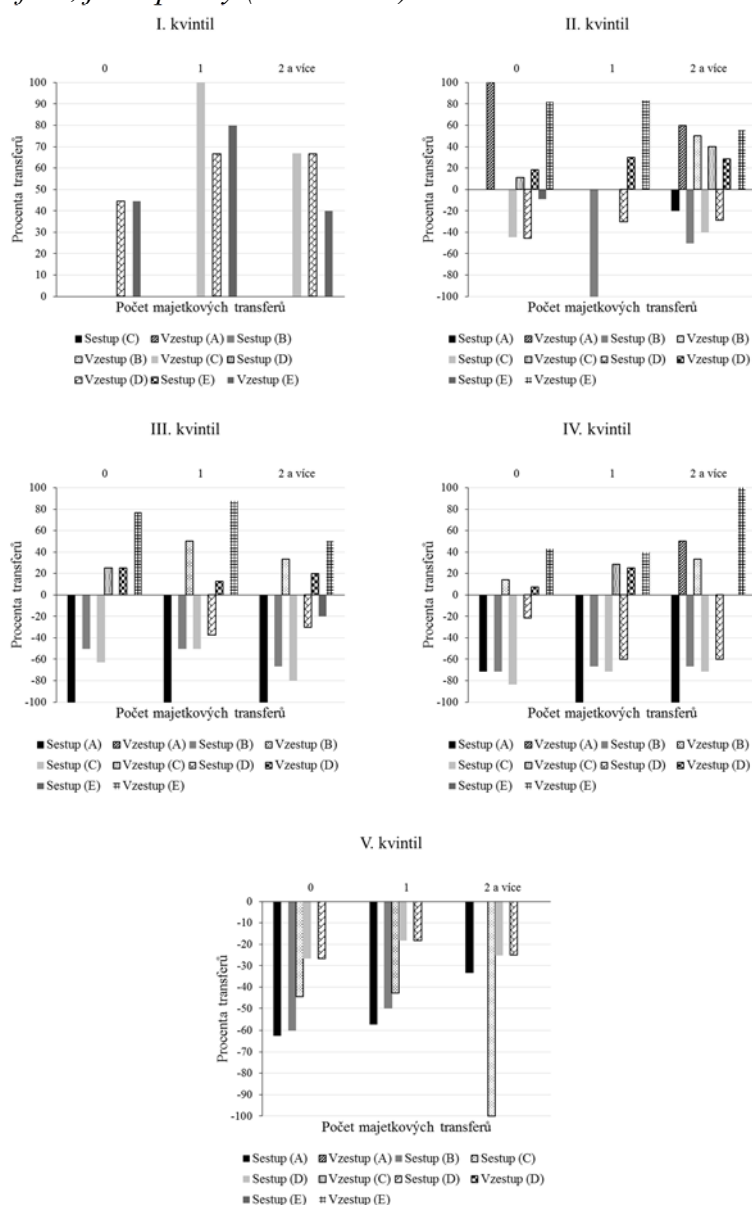 I. kvintil
0 1 2 a více
Procenta transferů
100
90
80
70
60
50
40
30
20
10
0
Počet majetkových transferů
Sestup (C) Vzestup (A) Sestup (B)
Vzestup (B) Vzestup (C) Sestup (D)
Vzestup (D) Sestup (E) Vzestup (E)
II. kvintil
0 1 2 a více
Procenta transferů
100
80
60
40
20
0
-20
-40
-60
-80
-100
Počet majetkových transferů
Sestup (A) Vzestup (A) Sestup (B) Vzestup (B)
Sestup (C) Vzestup (C) Sestup (D) Vzestup (D)
Sestup (E) Vzestup (E)
III. kvintil
0 1 2 a více
Procenta transferů
100
80
60
40
20
0
-20
-40
-60
-80
-100
Počet majetkových transferů
Sestup (A) Vzestup (A) Sestup (B) Vzestup (B)
Sestup (C) Vzestup (C) Sestup (D) Vzestup (D)
Sestup (E) Vzestup (E)
IV. kvintil
0 1 2 a více
Procenta transferů
100
80
60
40
20
0
-20
-40
-60
-80
-100
Počet majetkových transferů
Sestup (A) Vzestup (A) Sestup (B) Vzestup (B)
Sestup (C) Vzestup (C) Sestup (D) Vzestup (D)
Sestup (E) Vzestup (E)
V. kvintil
0 1 2 a více
Procenta transferů
0
-10
-20
-30
-40
-50
-60
-70
-80
-90
-100
Počet majetkových transferů
Sestup (A) Vzestup (A) Sestup (B) Sestup (C)
Sestup (D) Vzestup (C) Sestup (D) Vzestup (D)
Sestup (E) Vzestup (E)